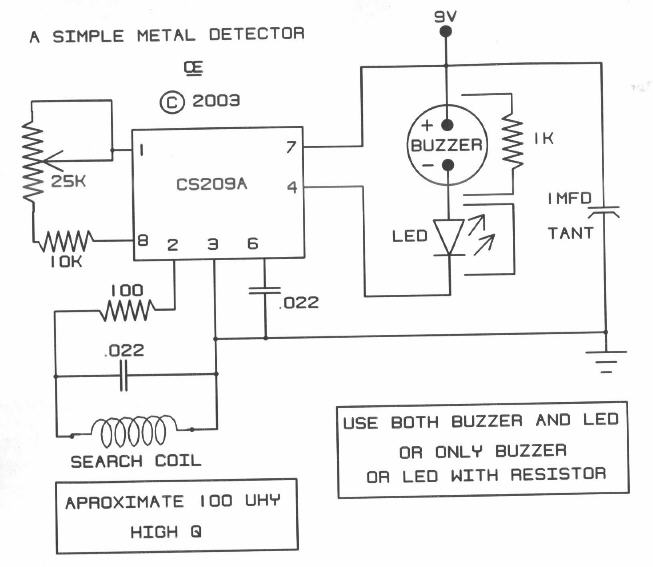 A SIMPLE METAL DETECTOR
CE
© 2003
9V
+
BUZZER
-
1K
25K
1
7
CS209A
4
8
2
3
6
10K
LED
1MFD
TANT
100
.022
.022
SEARCH COIL
APROXIMATE 100 UHY
HIGH Q
USE BOTH BUZZER AND LED
OR ONLY BUZZER
OR LED WITH RESISTOR